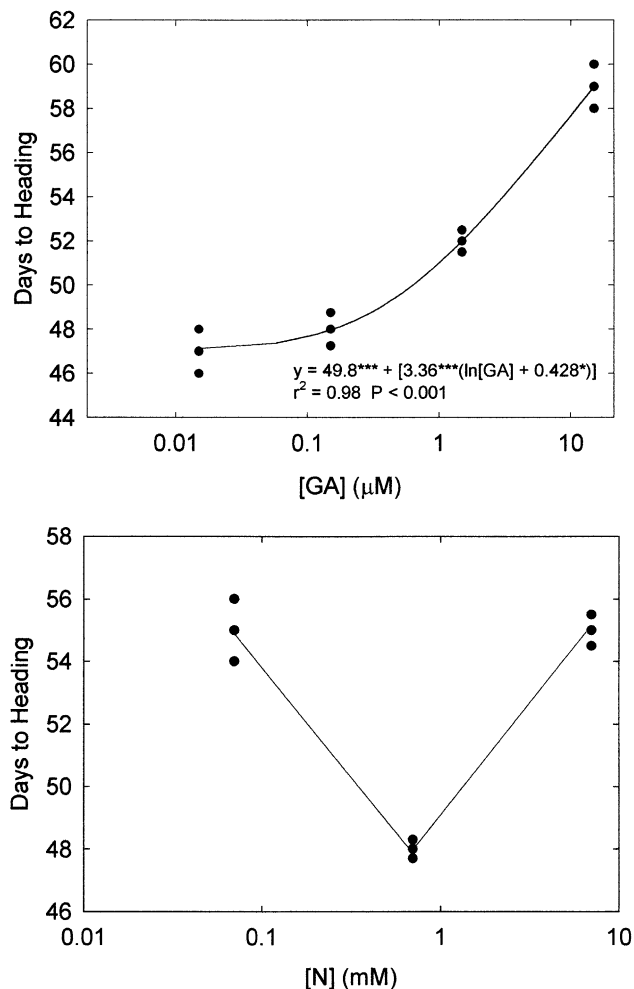 62
60
58
56
54
52
50
48
46
44
Days to Heading
y = 49.8*** + [3.36***(ln[GA] + 0.428*)]
r² = 0.98 P < 0.001
0.01 0.1 1 10
[GA] (μM)
58
56
54
52
50
48
46
Days to Heading
0.01 0.1 1 10
[N] (mM)